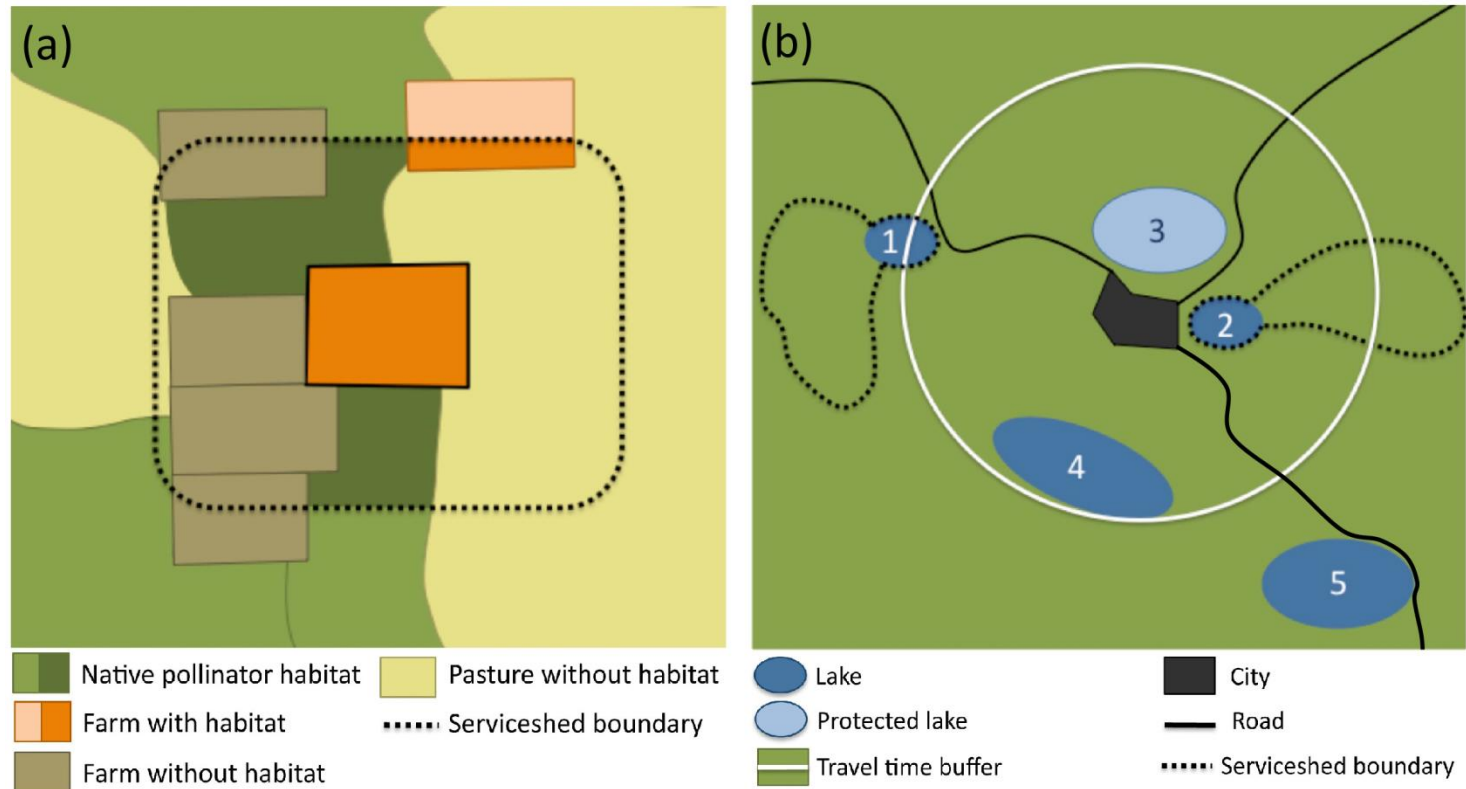 (a)
(b)
1
3
2
4
5
Native pollinator habitat
Pasture without habitat
Farm with habitat
Serviceshed boundary
Farm without habitat
Lake
City
Protected lake
Road
Travel time buffer
Serviceshed boundary